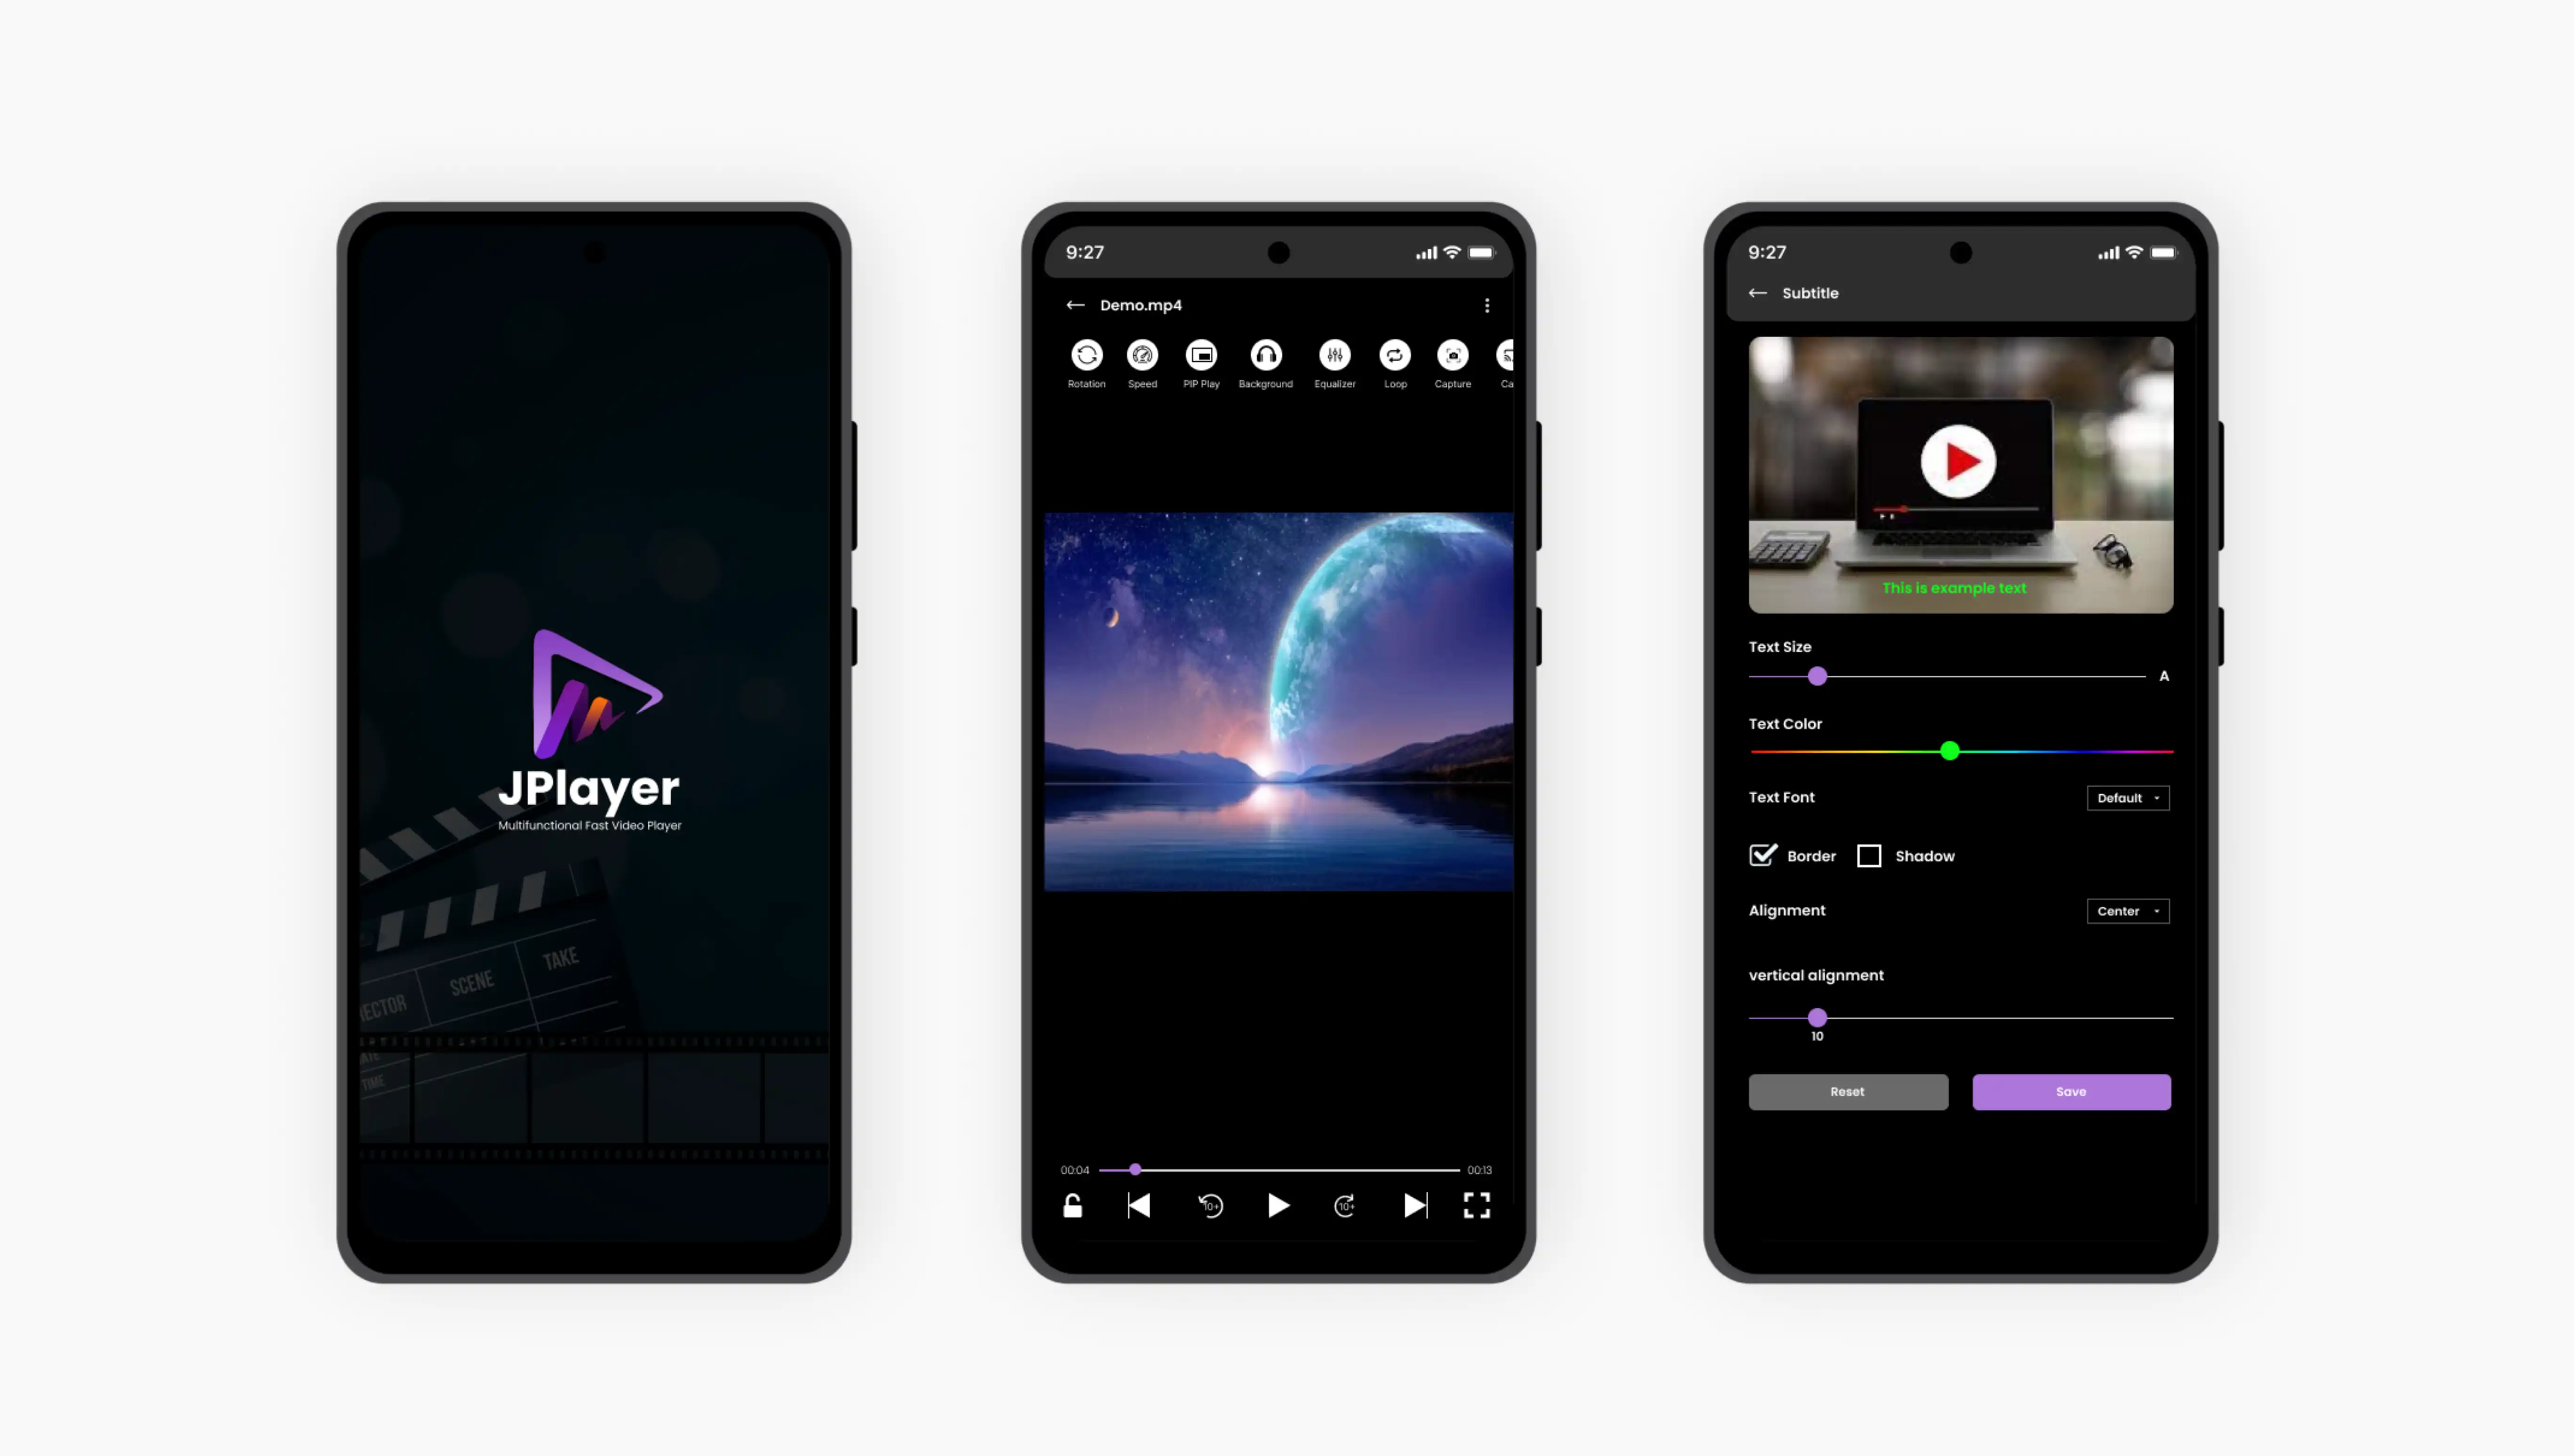 JPlayer
Multifunctional Fast Video Player
SCENE
TAKE
ECTOR
TIME
9:27
Demo.mp4
Rotation Speed PIP Play Background Equalizer Loop Capture Ca
00:04 00:13
10+ 10+
9:27
Subtitle
This is example text
Text Size
A
Text Color
Text Font Default
Border Shadow
Alignment Center
vertical alignment
10
Reset Save